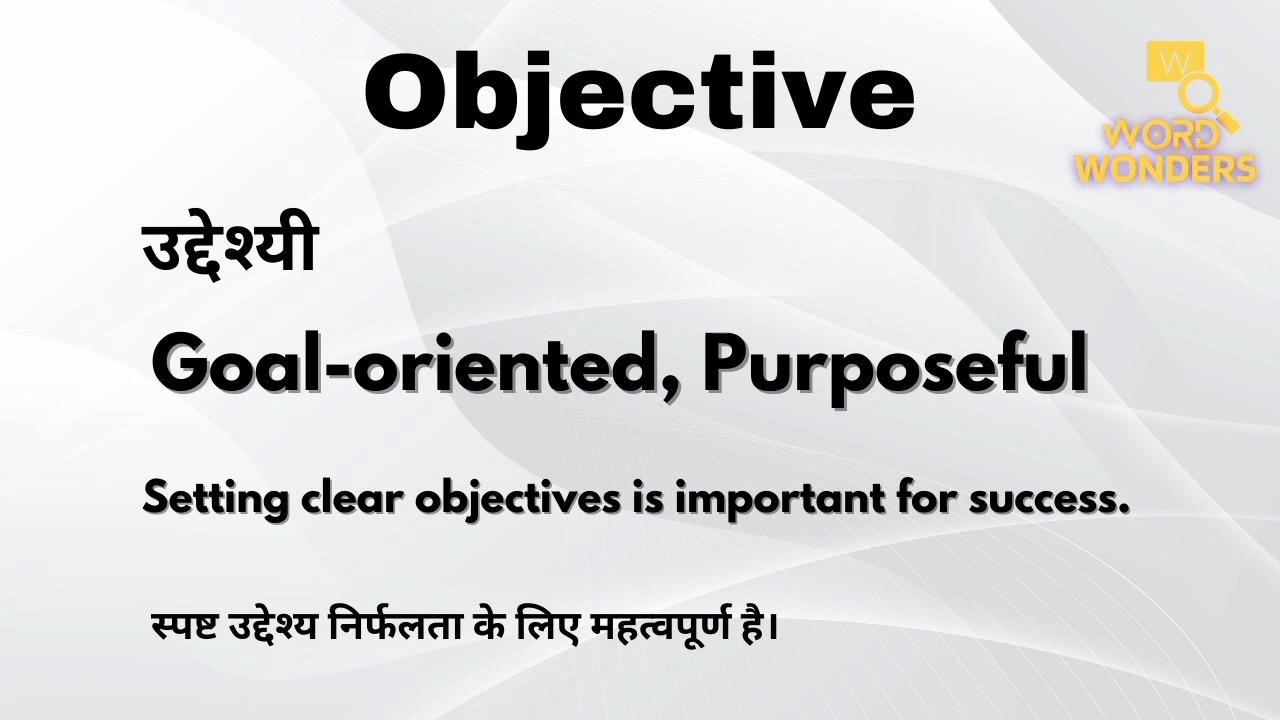 Objective
W
WORD
WONDERS
उद्देश्यी
Goal-oriented, Purposeful
Setting clear objectives is important for success.
स्पष्ट उद्देश्य निर्फलता के लिए महत्वपूर्ण है।